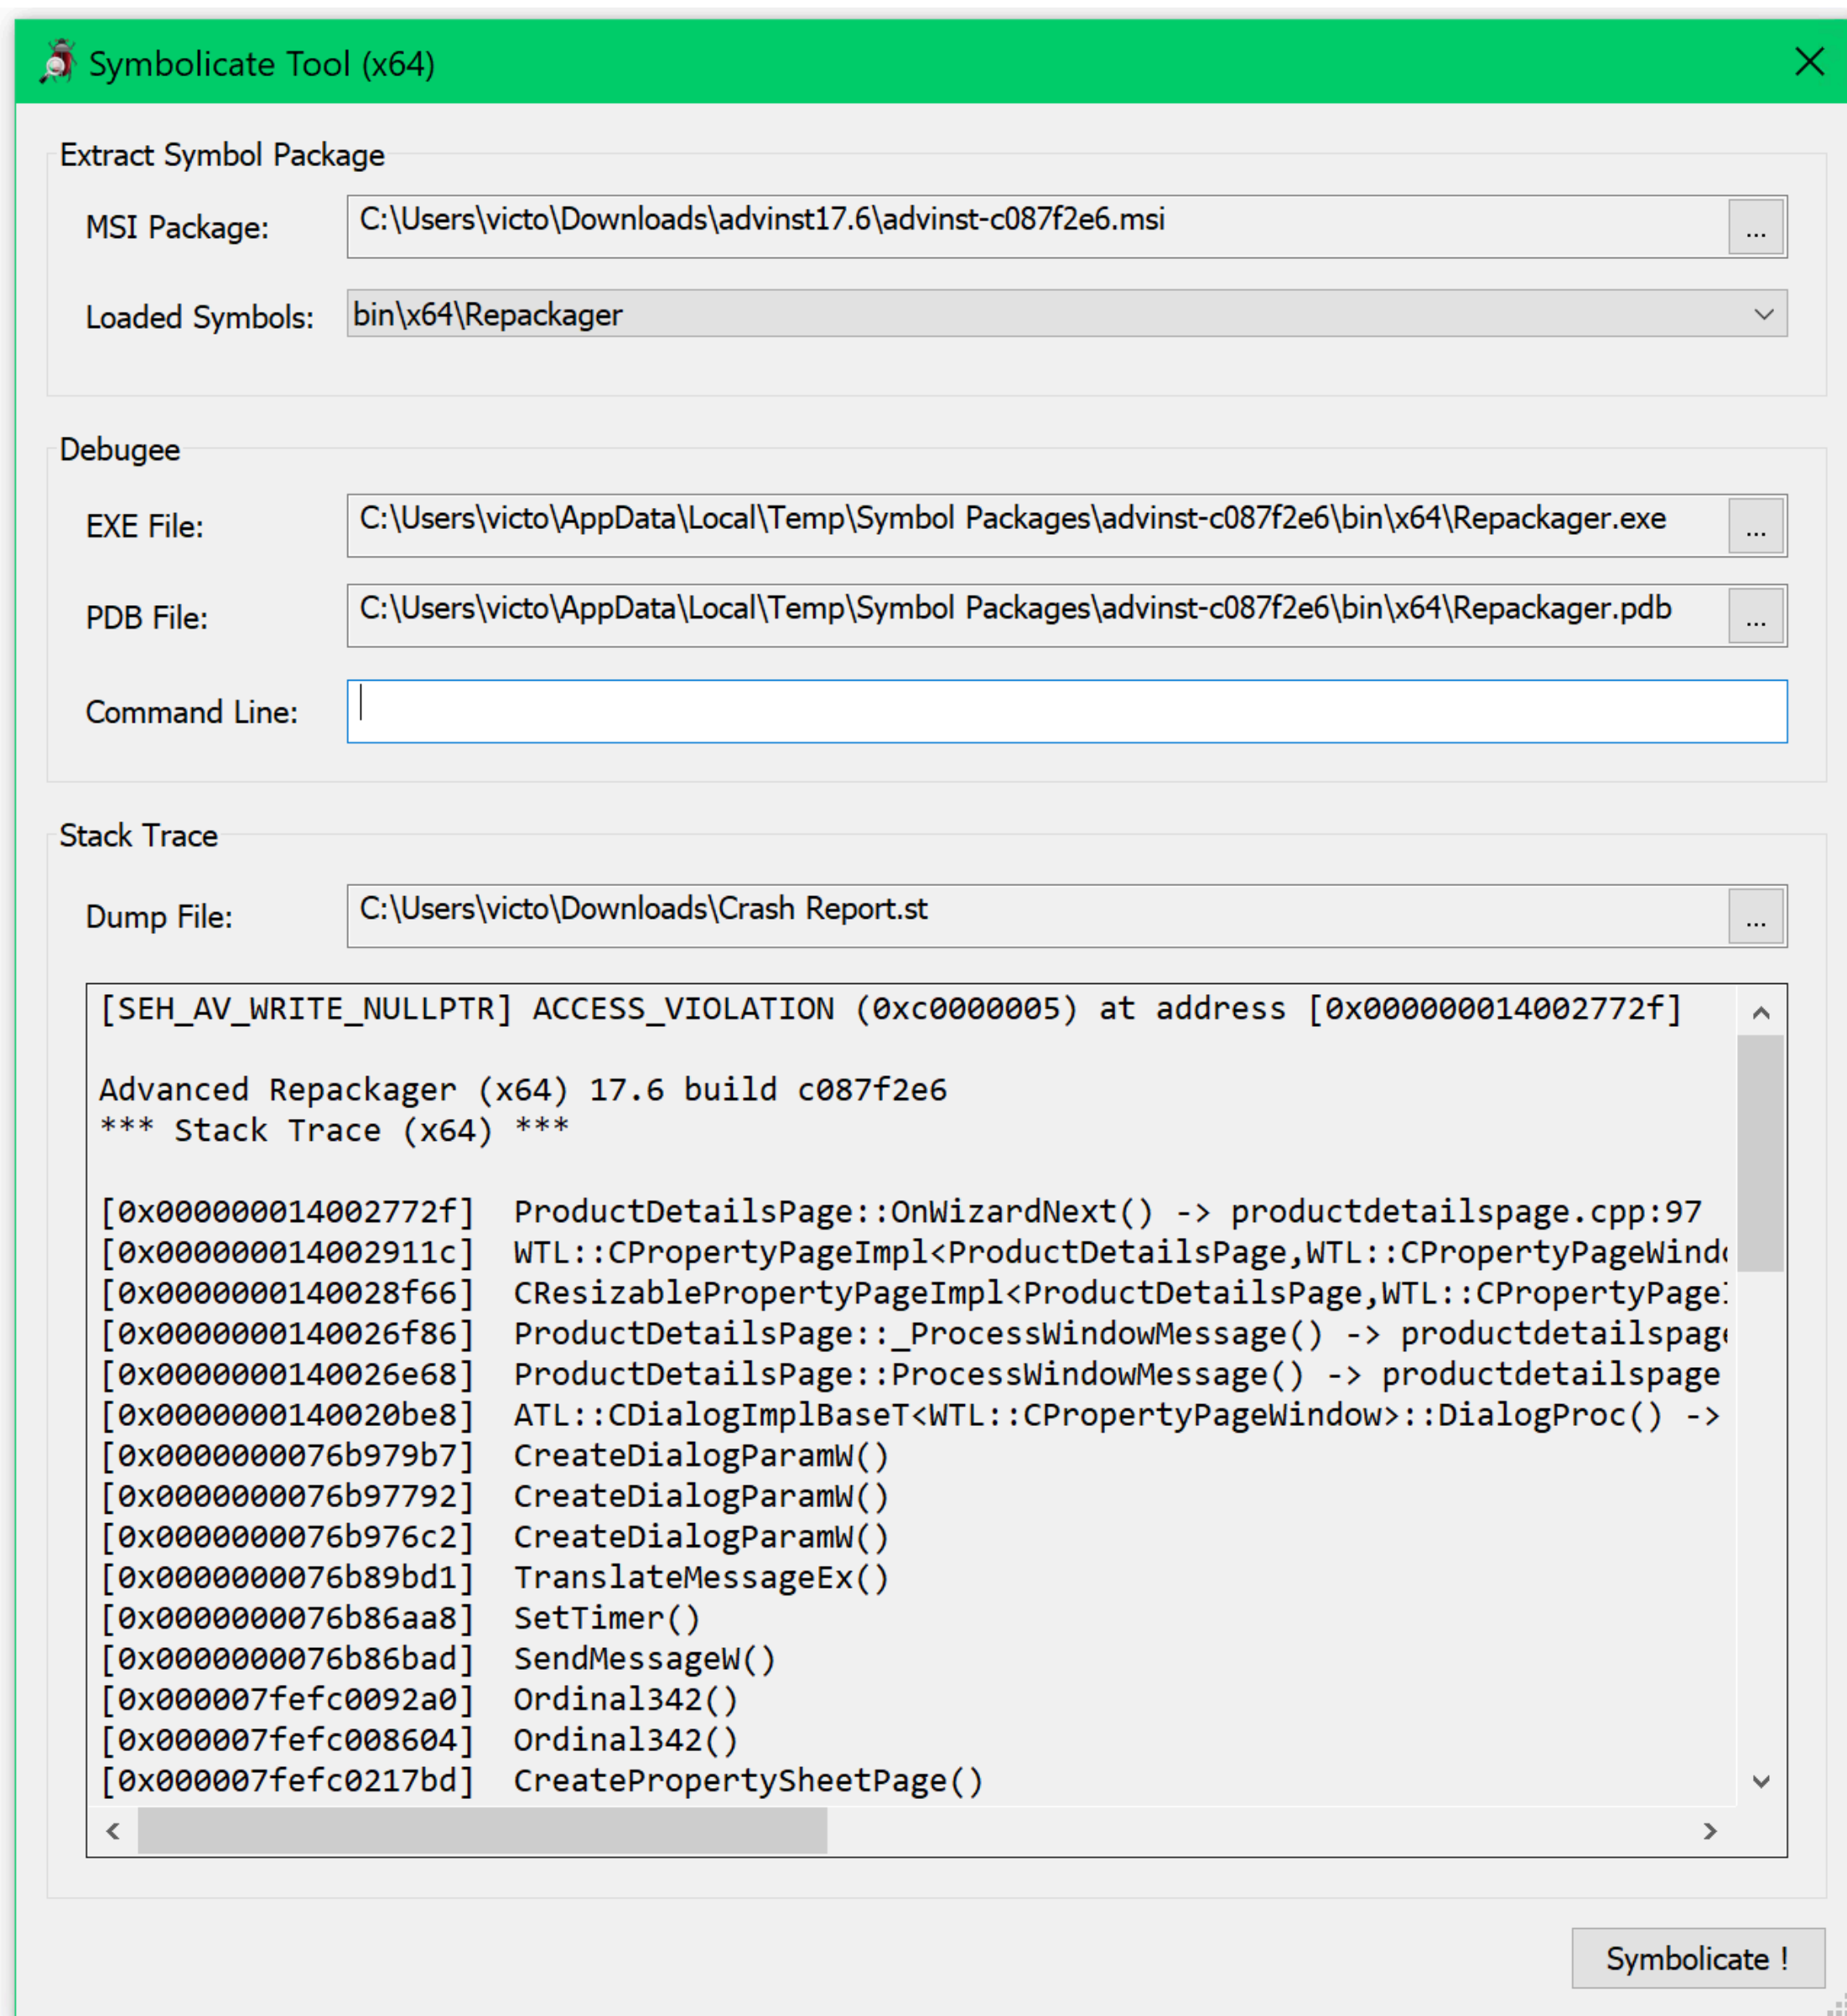 Symbolicate Tool (x64)
Extract Symbol Package
MSI Package: C:\Users\victo\Downloads\advinst17.6\advinst-c087f2e6.msi ...
Loaded Symbols: bin\x64\Repackager
Debugee
EXE File: C:\Users\victo\AppData\Local\Temp\Symbol Packages\advinst-c087f2e6\bin\x64\Repackager.exe ...
PDB File: C:\Users\victo\AppData\Local\Temp\Symbol Packages\advinst-c087f2e6\bin\x64\Repackager.pdb ...
Command Line:
Stack Trace
Dump File: C:\Users\victo\Downloads\Crash Report.st ...
[SEH_AV_WRITE_NULLPTR] ACCESS_VIOLATION (0xc0000005) at address [0x000000014002772f]
Advanced Repackager (x64) 17.6 build c087f2e6
*** Stack Trace (x64) ***
[0x000000014002772f] ProductDetailsPage::OnWizardNext() -> productdetailspage.cpp:97
[0x000000014002911c] WTL::CPropertyPageImpl<ProductDetailsPage,WTL::CPropertyPageWind
[0x0000000140028f66] CResizablePropertyPageImpl<ProductDetailsPage,WTL::CPropertyPage
[0x0000000140026f86] ProductDetailsPage::_ProcessWindowMessage() -> productdetailspag
[0x0000000140026e68] ProductDetailsPage::ProcessWindowMessage() -> productdetailspage
[0x0000000140020be8] ATL::CDialogImplBaseT<WTL::CPropertyPageWindow>::DialogProc() ->
[0x0000000076b979b7] CreateDialogParamW()
[0x0000000076b97792] CreateDialogParamW()
[0x0000000076b976c2] CreateDialogParamW()
[0x0000000076b89bd1] TranslateMessageEx()
[0x0000000076b86aa8] SetTimer()
[0x0000000076b86bad] SendMessageW()
[0x000007fefc0092a0] Ordinal342()
[0x000007fefc008604] Ordinal342()
[0x000007fefc0217bd] CreatePropertySheetPage()
Symbolicate !